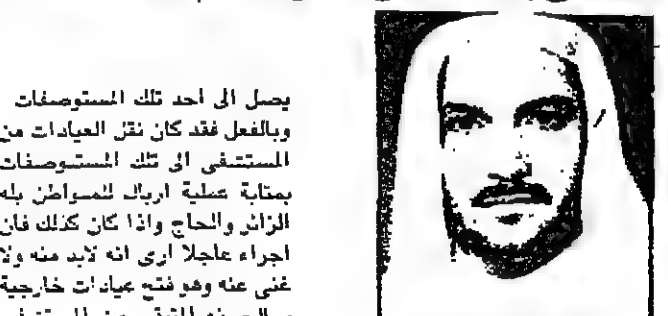 يصل الى احد تلك المستوصفات
وبالفعل فقد كان نقل العيادات من
المستشفى الى تلك المستوصفات
بمثابة عملية ارباك للمواطن بله
الزائر والحاج واذا كان كذلك فان
اجراء عاجلا ارى انه لابد منه ولا
غنى عنه وهو فتح عيادات خارجية